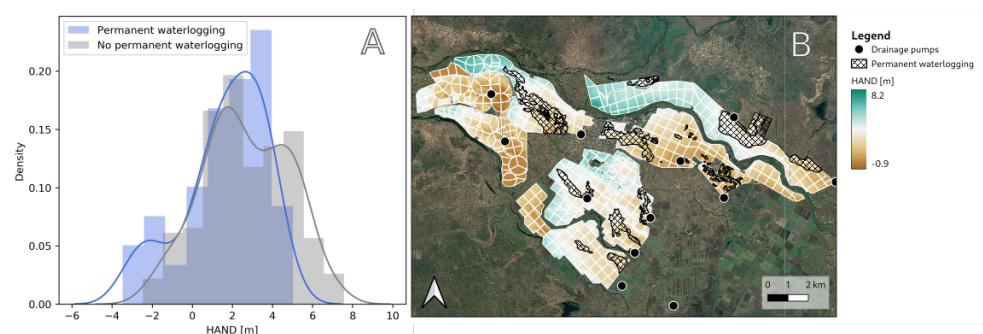 Permanent waterlogging
No permanent waterlogging
A
Density
0.20
0.15
0.10
0.05
0.00
−6 −4 −2 0 2 4 6 8 10
HAND [m]
B
0 1 2 km
Legend
Drainage pumps
Permanent waterlogging
HAND [m]
8.2
-0.9